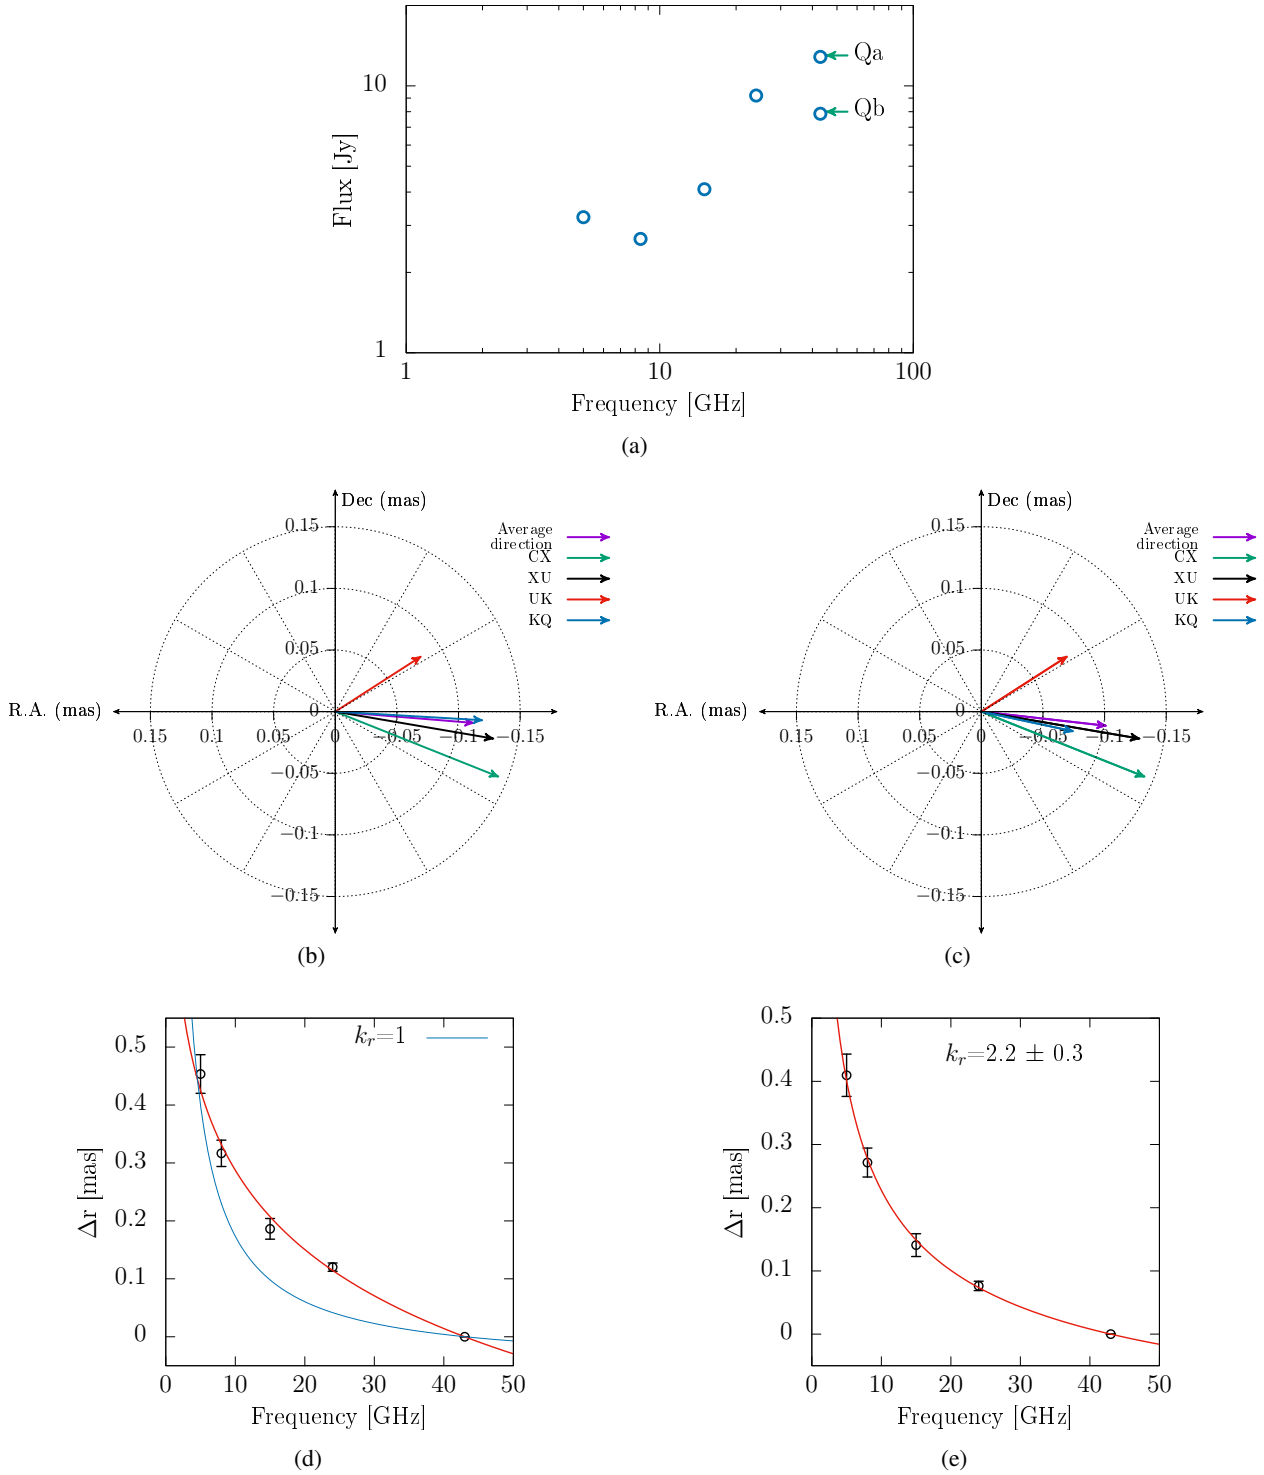 10
1
Flux [Jy]
Qa
Qb
1 10 100
Frequency [GHz]
(a)
Dec (mas)
0.15
0.1
0.05
0
−0.05
−0.1
−0.15
R.A. (mas)
0.15 0.1 0.05 0 −0.05 −0.1 −0.15
Average
direction
CX
XU
UK
KQ
(b)
Dec (mas)
0.15
0.1
0.05
0
−0.05
−0.1
−0.15
R.A. (mas)
0.15 0.1 0.05 0 −0.05 −0.1 −0.15
Average
direction
CX
XU
UK
KQ
(c)
0.5
0.4
0.3
0.2
0.1
0
Δr [mas]
k_r=1
0 10 20 30 40 50
Frequency [GHz]
(d)
0.5
0.4
0.3
0.2
0.1
0
Δr [mas]
k_r=2.2 ± 0.3
0 10 20 30 40 50
Frequency [GHz]
(e)